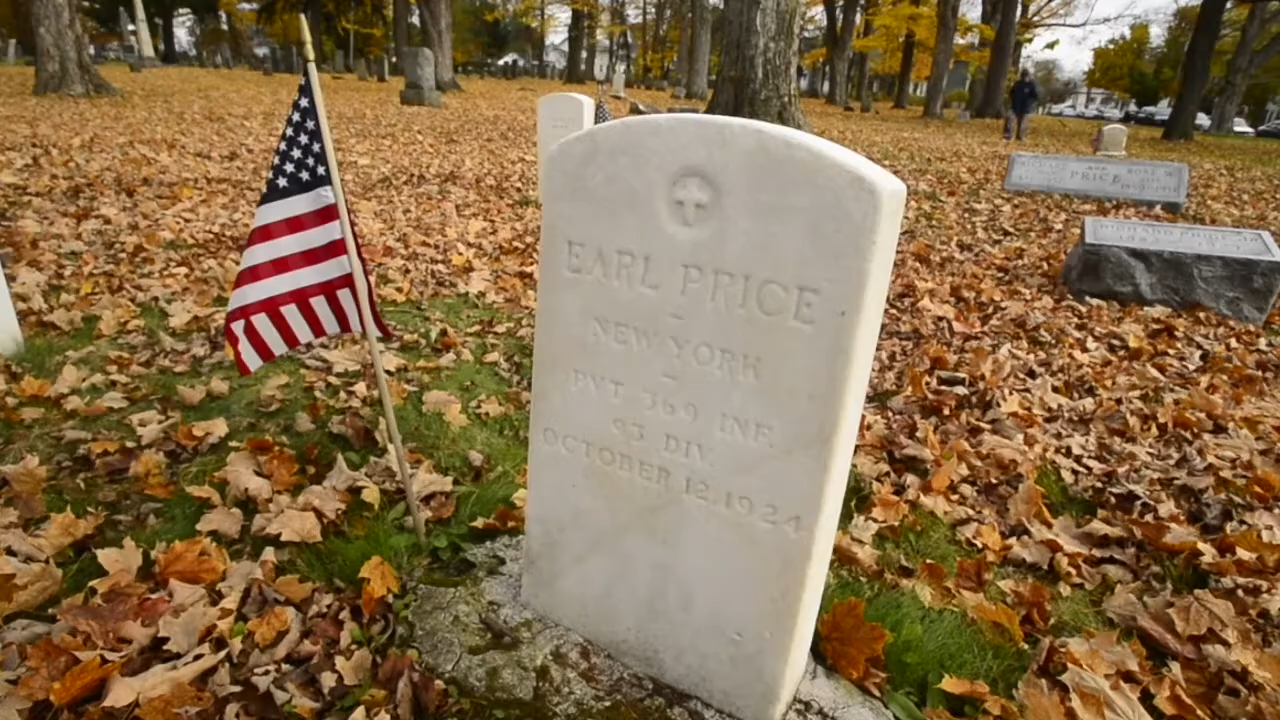 EARL PRICE
NEW YORK
PVT 369 INF.
93 DIV.
OCTOBER 12, 1924
PRICE